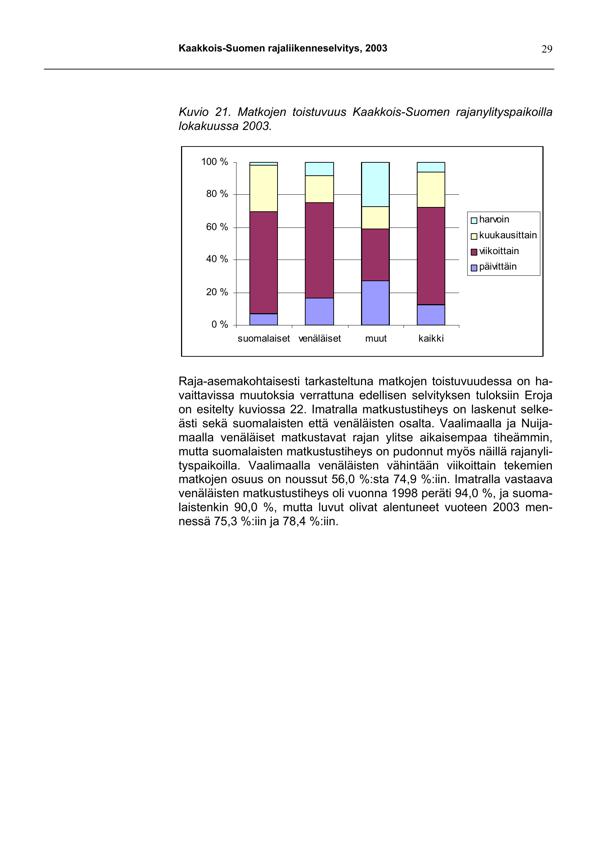 Kaakkois-Suomen rajaliikenneselvitys, 2003 29
Kuvio 21. Matkojen toistuvuus Kaakkois-Suomen rajanylityspaikoilla
lokakuussa 2003.
100 %
80 %
60 %
40 %
20 %
0 %
suomalaiset venäläiset muut kaikki
harvoin
kuukausittain
viikoittain
päivittäin
Raja-asemakohtaisesti tarkasteltuna matkojen toistuvuudessa on ha-
vaittavissa muutoksia verrattuna edellisen selvityksen tuloksiin Eroja
on esitelty kuviossa 22. Imatralla matkustustiheys on laskenut selke-
ästi sekä suomalaisten että venäläisten osalta. Vaalimaalla ja Nuija-
maalla venäläiset matkustavat rajan ylitse aikaisempaa tiheämmin,
mutta suomalaisten matkustustiheys on pudonnut myös näillä rajanyli-
tyspaikoilla. Vaalimaalla venäläisten vähintään viikoittain tekemien
matkojen osuus on noussut 56,0 %:sta 74,9 %:iin. Imatralla vastaava
venäläisten matkustustiheys oli vuonna 1998 peräti 94,0 %, ja suoma-
laistenkin 90,0 %, mutta luvut olivat alentuneet vuoteen 2003 men-
nessä 75,3 %:iin ja 78,4 %:iin.